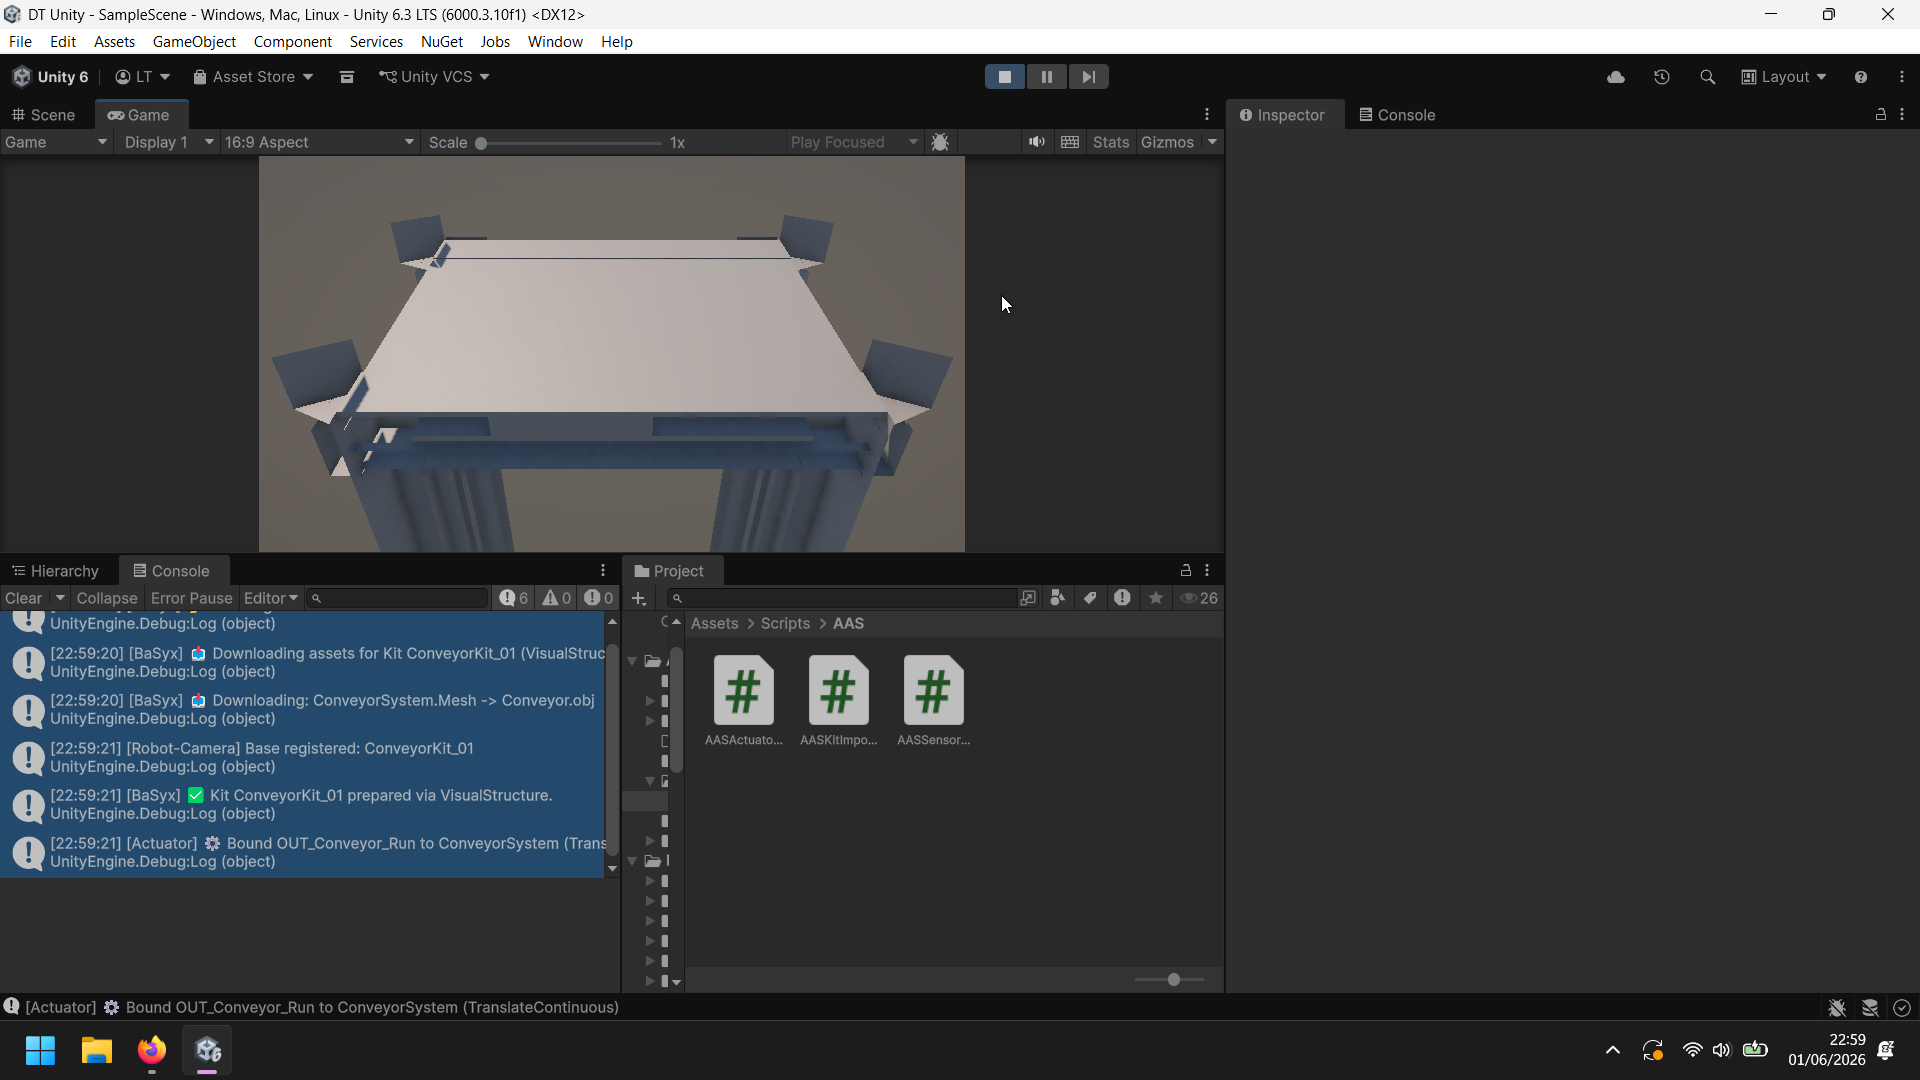 DT Unity - SampleScene - Windows, Mac, Linux - Unity 6.3 LTS (6000.3.10f1) <DX12>
File Edit Assets GameObject Component Services NuGet Jobs Window Help
Unity 6 LT Asset Store Unity VCS Layout
Scene Game Inspector Console
Game Display 1 16:9 Aspect Scale 1x Play Focused Stats Gizmos
Hierarchy Console Project
Clear Collapse Error Pause Editor 6 0 0 26
Assets > Scripts > AAS
UnityEngine.Debug:Log (object)
[22:59:20] [BaSyx] 📥 Downloading assets for Kit ConveyorKit_01 (VisualStruc
UnityEngine.Debug:Log (object)
[22:59:20] [BaSyx] 📥 Downloading: ConveyorSystem.Mesh -> Conveyor.obj
UnityEngine.Debug:Log (object)
[22:59:21] [Robot-Camera] Base registered: ConveyorKit_01
UnityEngine.Debug:Log (object)
[22:59:21] [BaSyx] ✅ Kit ConveyorKit_01 prepared via VisualStructure.
UnityEngine.Debug:Log (object)
[22:59:21] [Actuator] ⚙ Bound OUT_Conveyor_Run to ConveyorSystem (Trans
UnityEngine.Debug:Log (object)
AASActuato... AASKitImpo... AASSensor...
[Actuator] ⚙ Bound OUT_Conveyor_Run to ConveyorSystem (TranslateContinuous)
22:59
01/06/2026